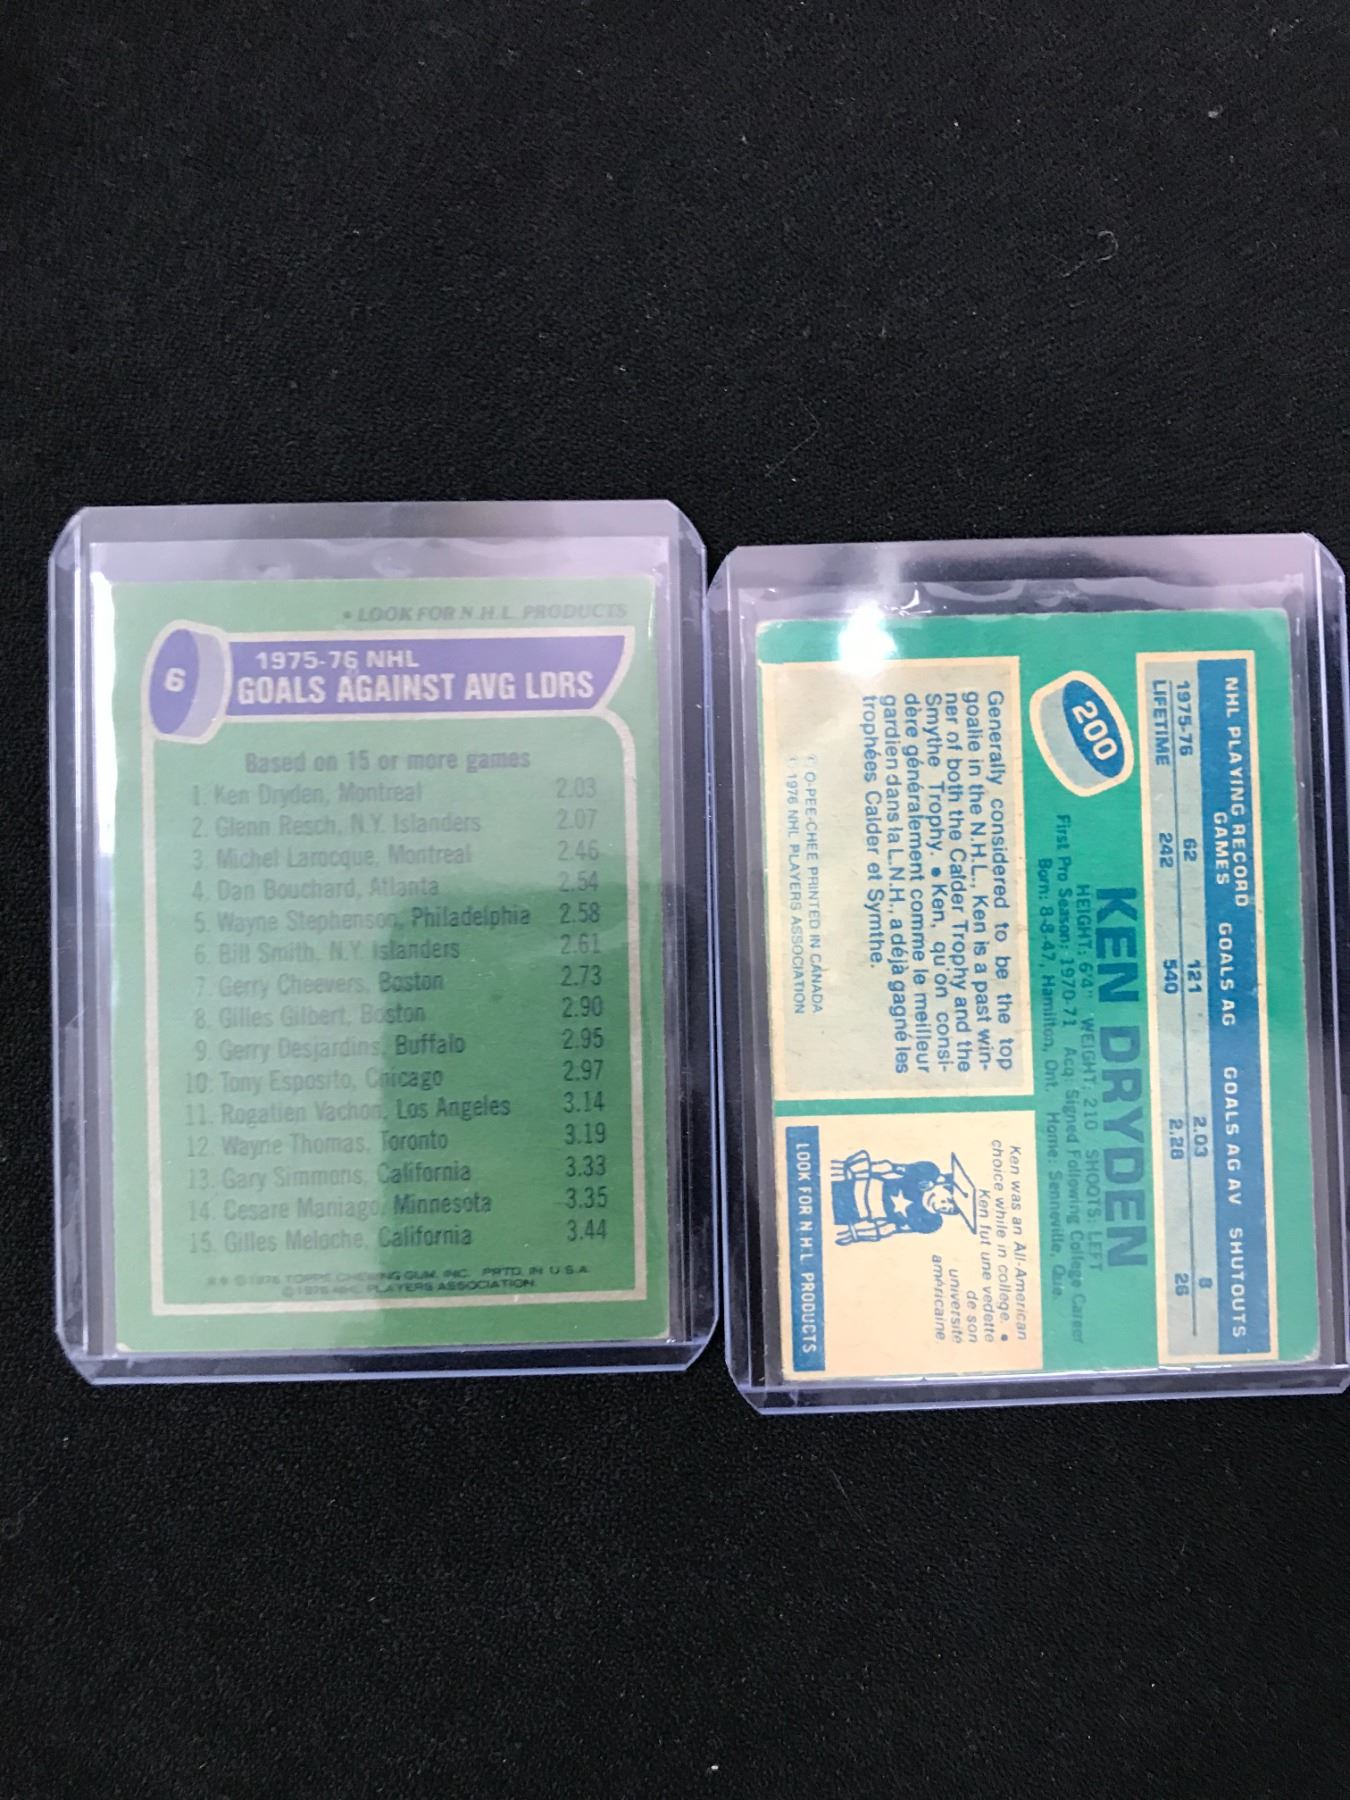 • LOOK FOR N.H.L. PRODUCTS
6
1975-76 NHL
GOALS AGAINST AVG LDRS
Based on 15 or more games
1. Ken Dryden, Montreal 2.03
2. Glenn Resch, N.Y. Islanders 2.07
3. Michel Larocque, Montreal 2.46
4. Dan Bouchard, Atlanta 2.54
5. Wayne Stephenson, Philadelphia 2.58
6. Bill Smith, N.Y. Islanders 2.61
7. Gerry Cheevers, Boston 2.73
8. Gilles Gilbert, Boston 2.90
9. Gerry Desjardins, Buffalo 2.95
10. Tony Esposito, Chicago 2.97
11. Rogatien Vachon, Los Angeles 3.14
12. Wayne Thomas, Toronto 3.19
13. Gary Simmons, California 3.33
14. Cesare Maniago, Minnesota 3.35
15. Gilles Meloche, California 3.44
** © 1976 TOPPS CHEWING GUM, INC. PRTD. IN U.S.A.
© 1976 NHL PLAYERS ASSOCIATION
NHL PLAYING RECORD
GAMES GOALS AG GOALS AG AV SHUTOUTS
1975-76 62 121 2.03 8
LIFETIME 242 540 2.28 26
200
KEN DRYDEN
HEIGHT: 6'4" WEIGHT: 210 SHOOTS: LEFT
First Pro Season: 1970-71 Acq: Signed Following College Career
Born: 8-8-47, Hamilton, Ont. Home: Senneville, Que.
Generally considered to be the top
goalie in the N.H.L., Ken is a past win-
ner of both the Calder Trophy and the
Smythe Trophy. • Ken, qu'on consi-
dère généralement comme le meilleur
gardien dans la L.N.H., a déjà gagné les
trophées Calder et Symthe.
© O-PEE-CHEE PRINTED IN CANADA
© 1976 NHL PLAYERS ASSOCIATION
Ken was an All-American
choice while in college. •
Ken fut une vedette
de son
université
américaine.
LOOK FOR N.H.L. PRODUCTS